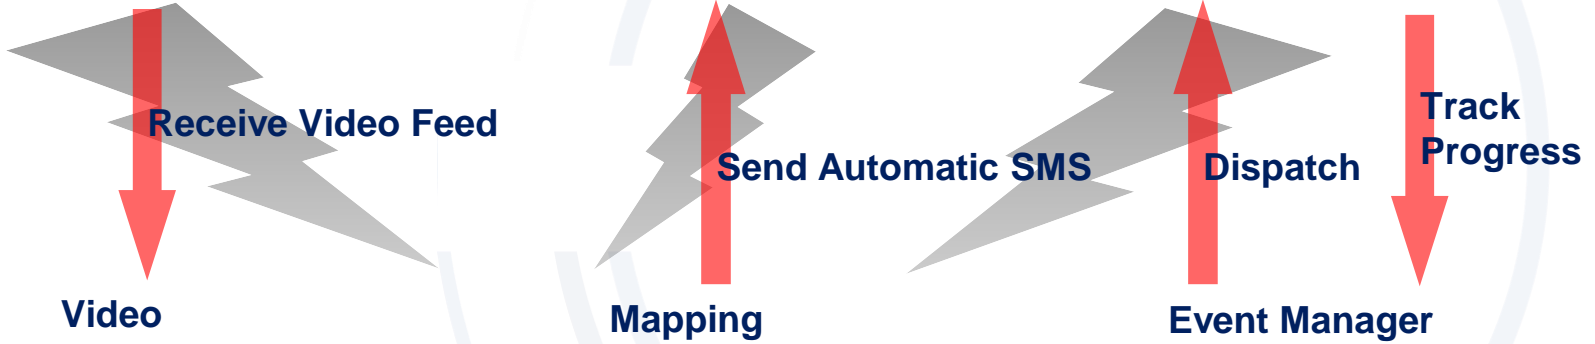 Receive Video Feed
Send Automatic SMS
Dispatch
Track
Progress
Video
Mapping
Event Manager